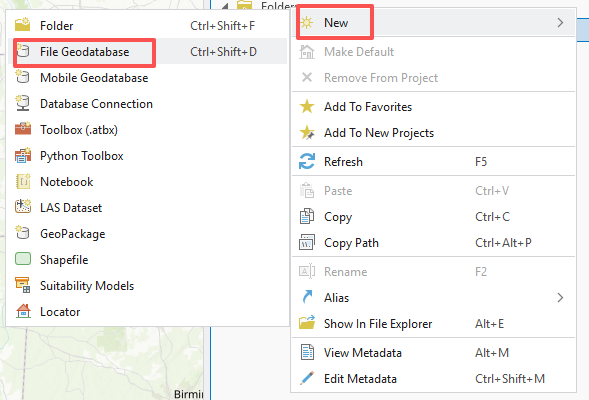 Folder
Folder Ctrl+Shift+F
File Geodatabase Ctrl+Shift+D
Mobile Geodatabase
Database Connection
Toolbox (.atbx)
Python Toolbox
Notebook
LAS Dataset
GeoPackage
Shapefile
Suitability Models
Locator
New
Make Default
Remove From Project
Add To Favorites
Add To New Projects
Refresh F5
Paste Ctrl+V
Copy Ctrl+C
Copy Path Ctrl+Alt+P
Rename F2
Alias
Show In File Explorer Alt+E
View Metadata Alt+M
Edit Metadata Ctrl+Shift+M
Birmin